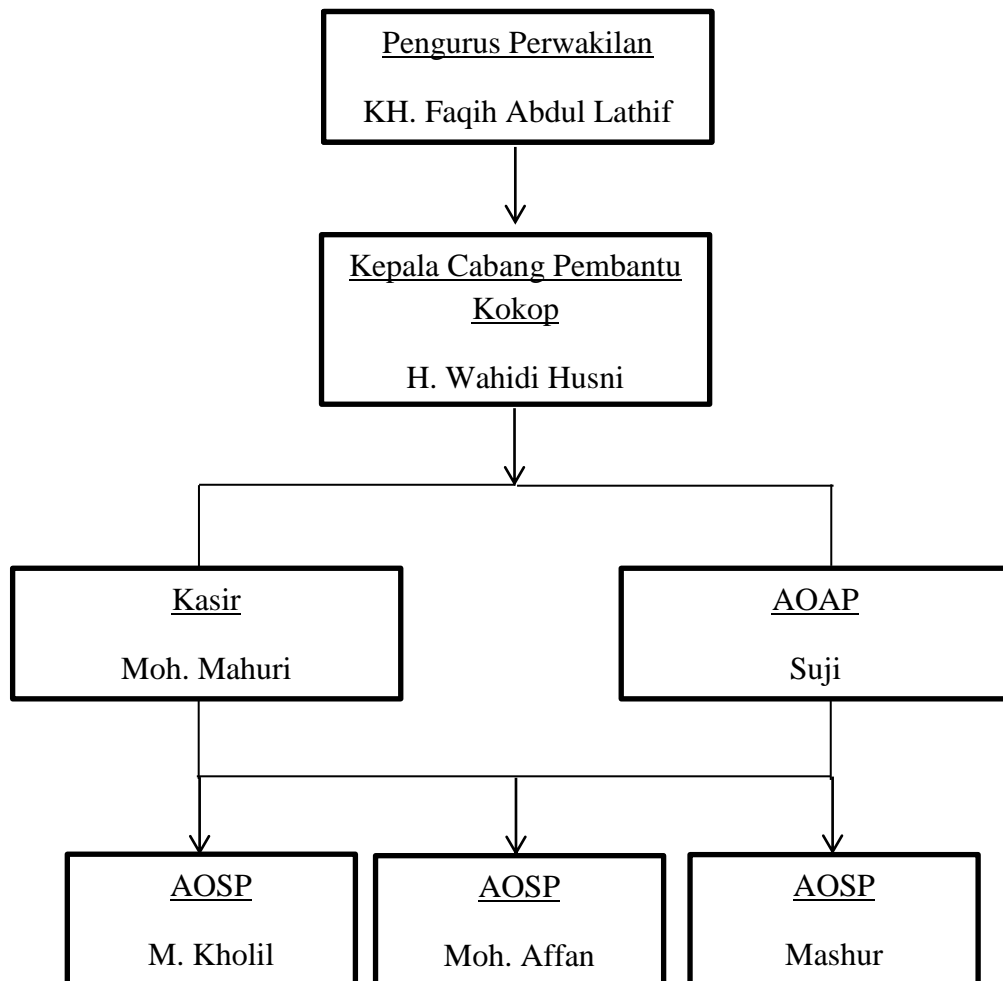 Pengurus Perwakilan
KH. Faqih Abdul Lathif
Kepala Cabang Pembantu
Kokop
H. Wahidi Husni
Kasir
Moh. Mahuri
AOAP
Suji
AOSP
M. Kholil
AOSP
Moh. Affan
AOSP
Mashur